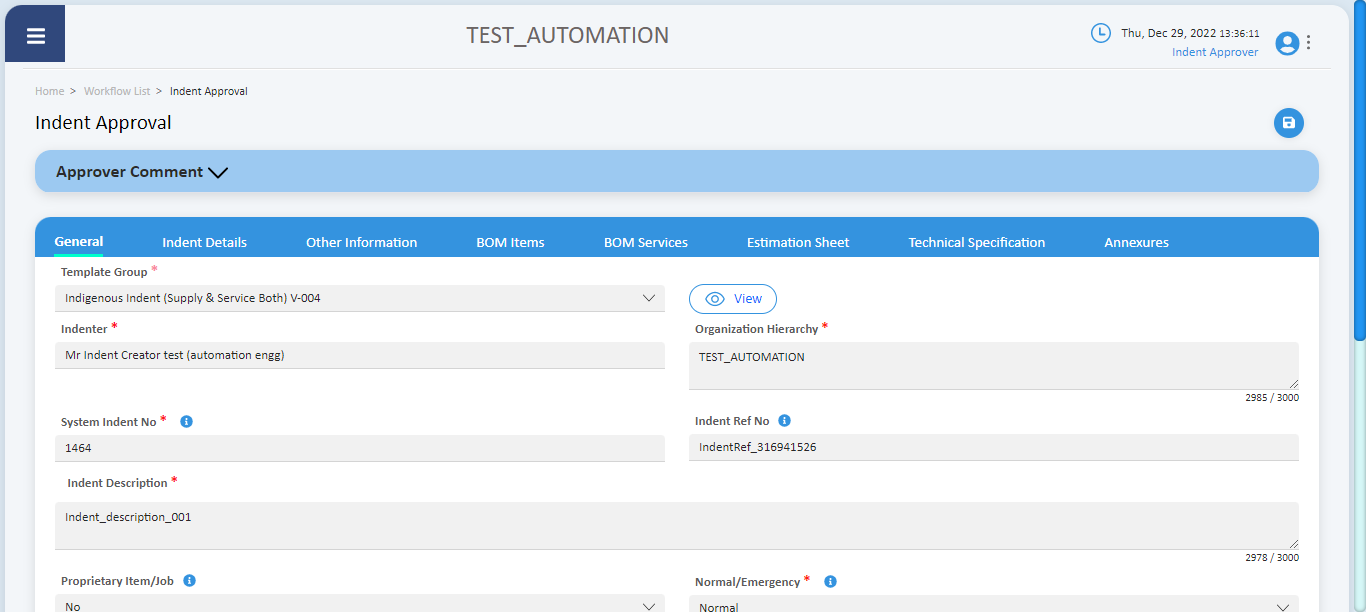 TEST_AUTOMATION
Thu, Dec 29, 2022 13:36:11
Indent Approver
Home > Workflow List > Indent Approval
Indent Approval
Approver Comment
General Indent Details Other Information BOM Items BOM Services Estimation Sheet Technical Specification Annexures
Template Group *
Indigenous Indent (Supply & Service Both) V-004
View
Indenter *
Organization Hierarchy *
Mr Indent Creator test (automation engg)
TEST_AUTOMATION
2985 / 3000
System Indent No *
Indent Ref No
1464
IndentRef_316941526
Indent Description *
Indent_description_001
2978 / 3000
Proprietary Item/Job
Normal/Emergency *
No
Normal